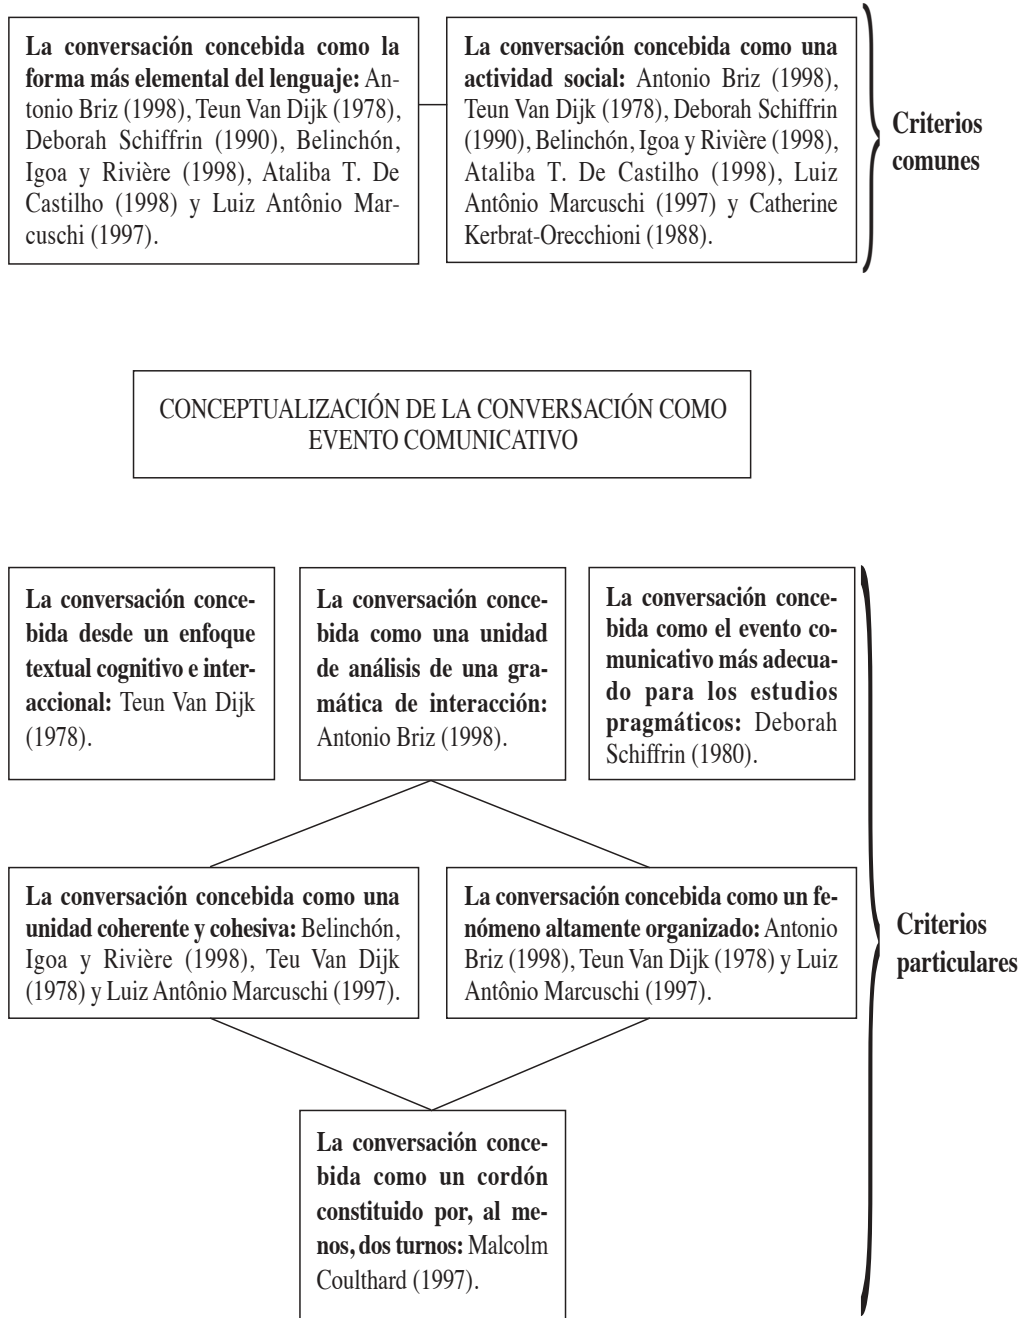 La conversación concebida como la
forma más elemental del lenguaje: An-
tonio Briz (1998), Teun Van Dijk (1978),
Deborah Schiffrin (1990), Belinchón,
Igoa y Rivière (1998), Ataliba T. De
Castilho (1998) y Luiz Antônio Mar-
cuschi (1997).
La conversación concebida como una
actividad social: Antonio Briz (1998),
Teun Van Dijk (1978), Deborah Schiffrin
(1990), Belinchón, Igoa y Rivière (1998),
Ataliba T. De Castilho (1998), Luiz
Antônio Marcuschi (1997) y Catherine
Kerbrat-Orecchioni (1988).
Criterios
comunes
CONCEPTUALIZACIÓN DE LA CONVERSACIÓN COMO
EVENTO COMUNICATIVO
La conversación conce-
bida desde un enfoque
textual cognitivo e inter-
accional: Teun Van Dijk
(1978).
La conversación conce-
bida como una unidad
de análisis de una gra-
mática de interacción:
Antonio Briz (1998).
La conversación conce-
bida como el evento co-
municativo más adecua-
do para los estudios
pragmáticos: Deborah
Schiffrin (1980).
La conversación concebida como una
unidad coherente y cohesiva: Belinchón,
Igoa y Rivière (1998), Teu Van Dijk
(1978) y Luiz Antônio Marcuschi (1997).
La conversación concebida como un fe-
nómeno altamente organizado: Antonio
Briz (1998), Teun Van Dijk (1978) y Luiz
Antônio Marcuschi (1997).
Criterios
particulares
La conversación conce-
bida como un cordón
constituido por, al me-
nos, dos turnos: Malcolm
Coulthard (1997).